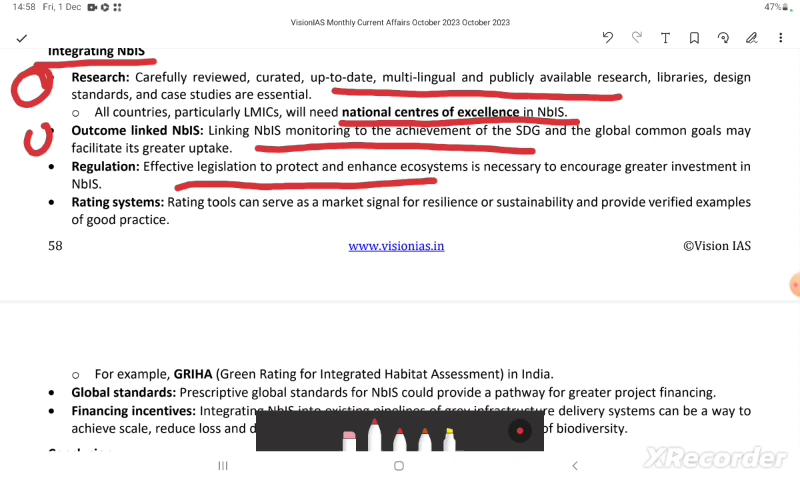 14:58 Fri, 1 Dec
47%
VisionIAS Monthly Current Affairs October 2023 October 2023
T
Integrating NbIS
Research: Carefully reviewed, curated, up-to-date, multi-lingual and publicly available research, libraries, design
standards, and case studies are essential.
o All countries, particularly LMICs, will need national centres of excellence in NbIS.
Outcome linked NbIS: Linking NbIS monitoring to the achievement of the SDG and the global common goals may
facilitate its greater uptake.
• Regulation: Effective legislation to protect and enhance ecosystems is necessary to encourage greater investment in
NbIS.
• Rating systems: Rating tools can serve as a market signal for resilience or sustainability and provide verified examples
of good practice.
58 www.visionias.in ©Vision IAS
o For example, GRIHA (Green Rating for Integrated Habitat Assessment) in India.
• Global standards: Prescriptive global standards for NbIS could provide a pathway for greater project financing.
• Financing incentives: Integrating NbIS into existing pipelines of grey infrastructure delivery systems can be a way to
achieve scale, reduce loss and of biodiversity.
XRecorder